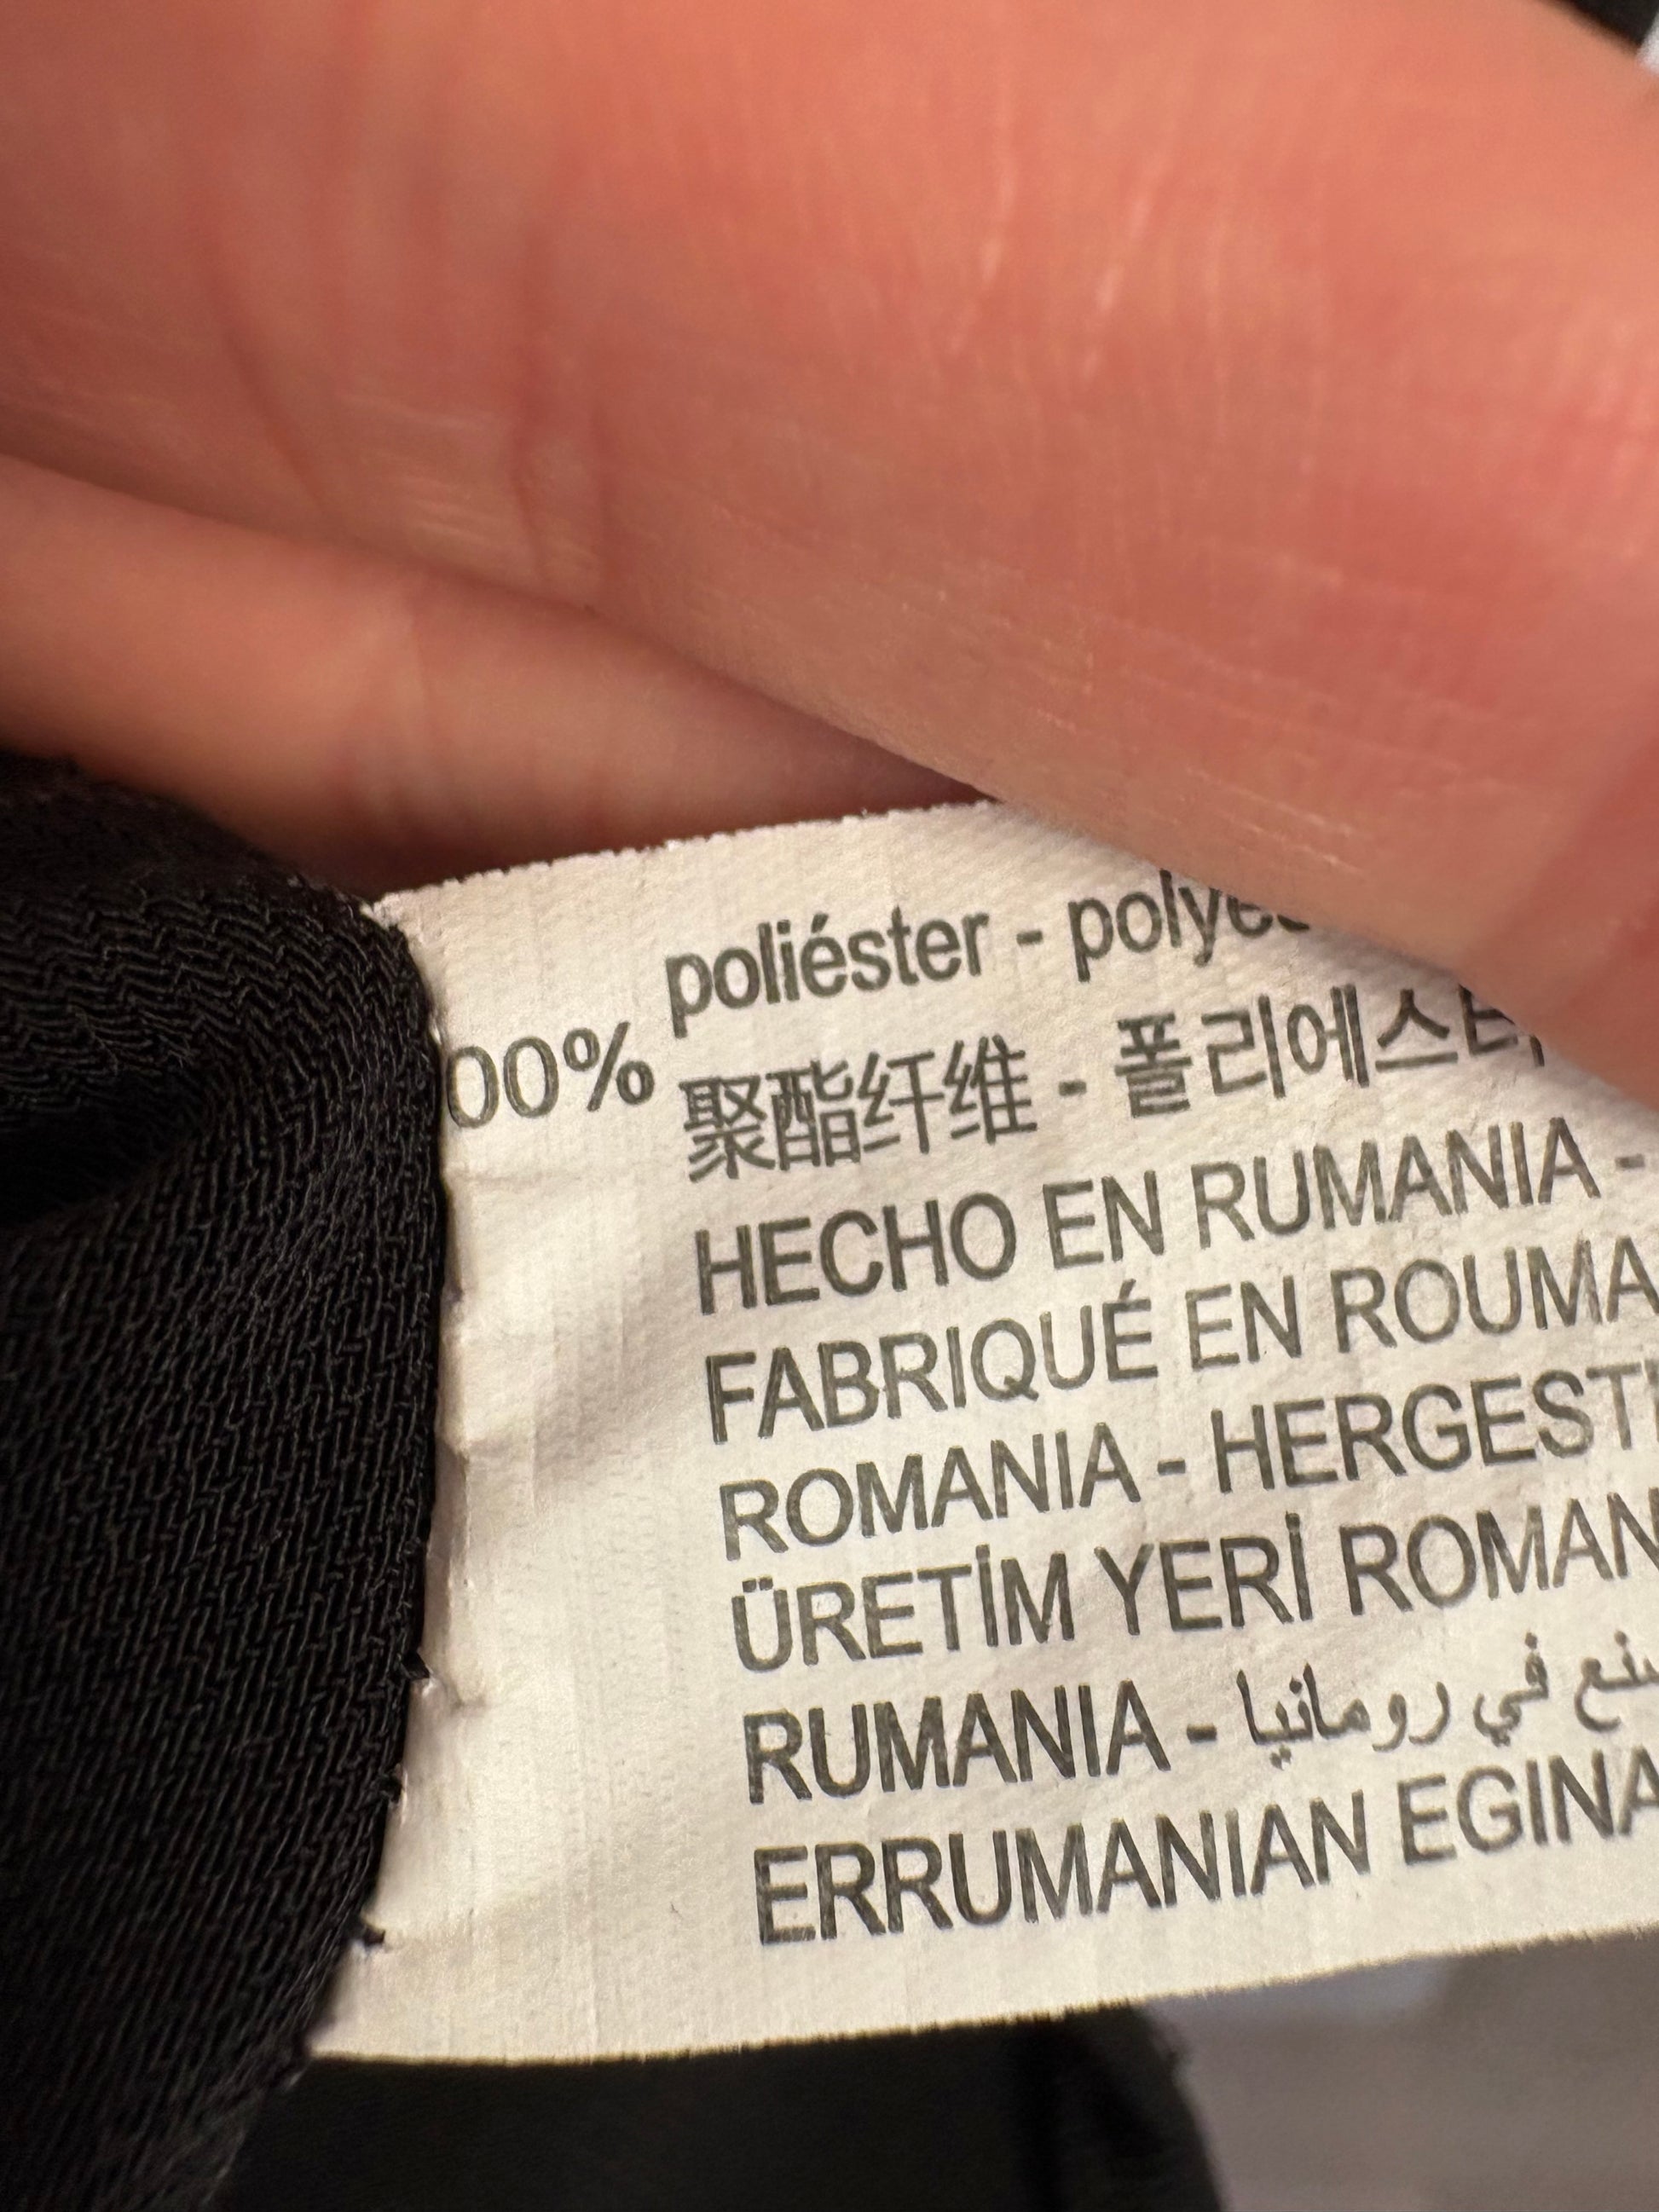 poliéster -
00% 聚酯纤维 - 폴리에스터
HECHO EN RUMANIA -
FABRIQUÉ EN ROUMA
ROMANIA - HERGEST
ÜRETİM YERİ ROMAN
RUMANIA - صنع في رومانيا
ERRUMANIAN EGINA